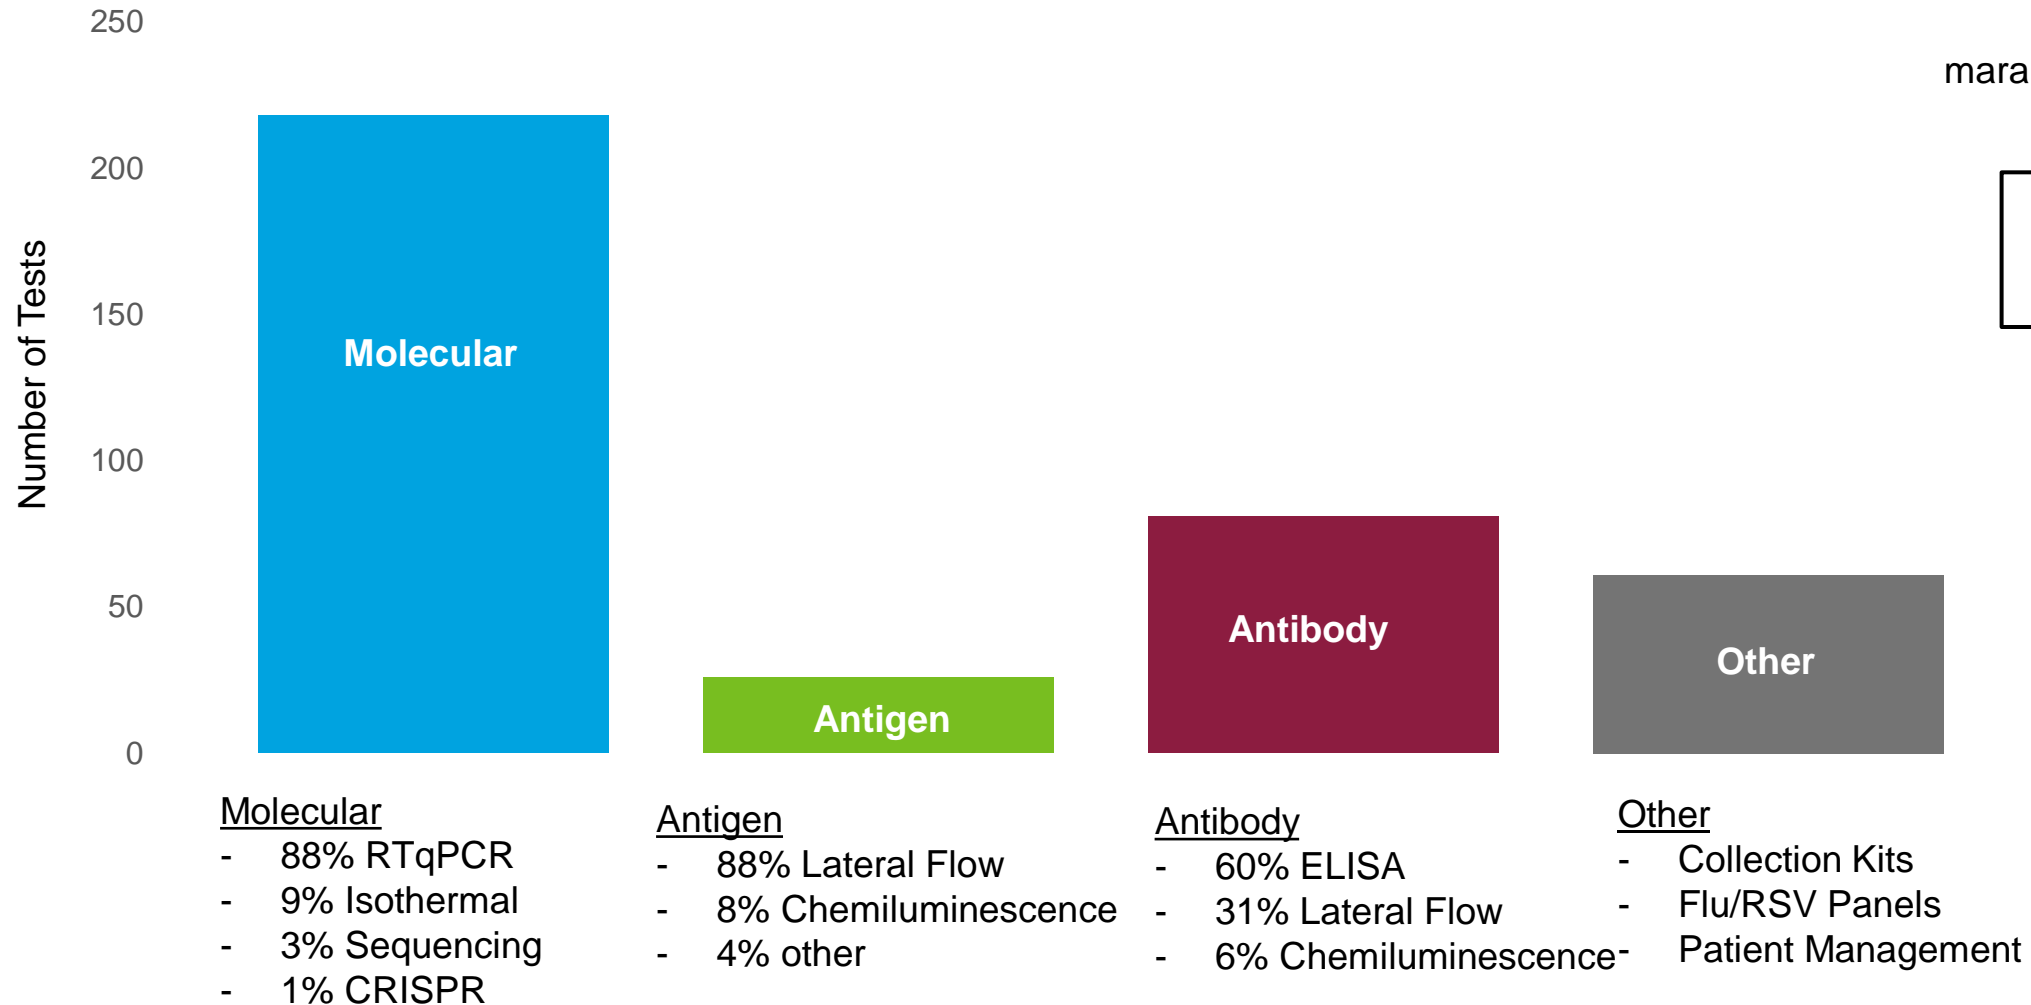 250
mara
200
150
100
50
0
Number of Tests
Molecular
Antigen
Antibody
Other
Molecular
- 88% RTqPCR
- 9% Isothermal
- 3% Sequencing
- 1% CRISPR
Antigen
- 88% Lateral Flow
- 8% Chemiluminescence
- 4% other
Antibody
- 60% ELISA
- 31% Lateral Flow
- 6% Chemiluminescence
Other
- Collection Kits
- Flu/RSV Panels
- Patient Management